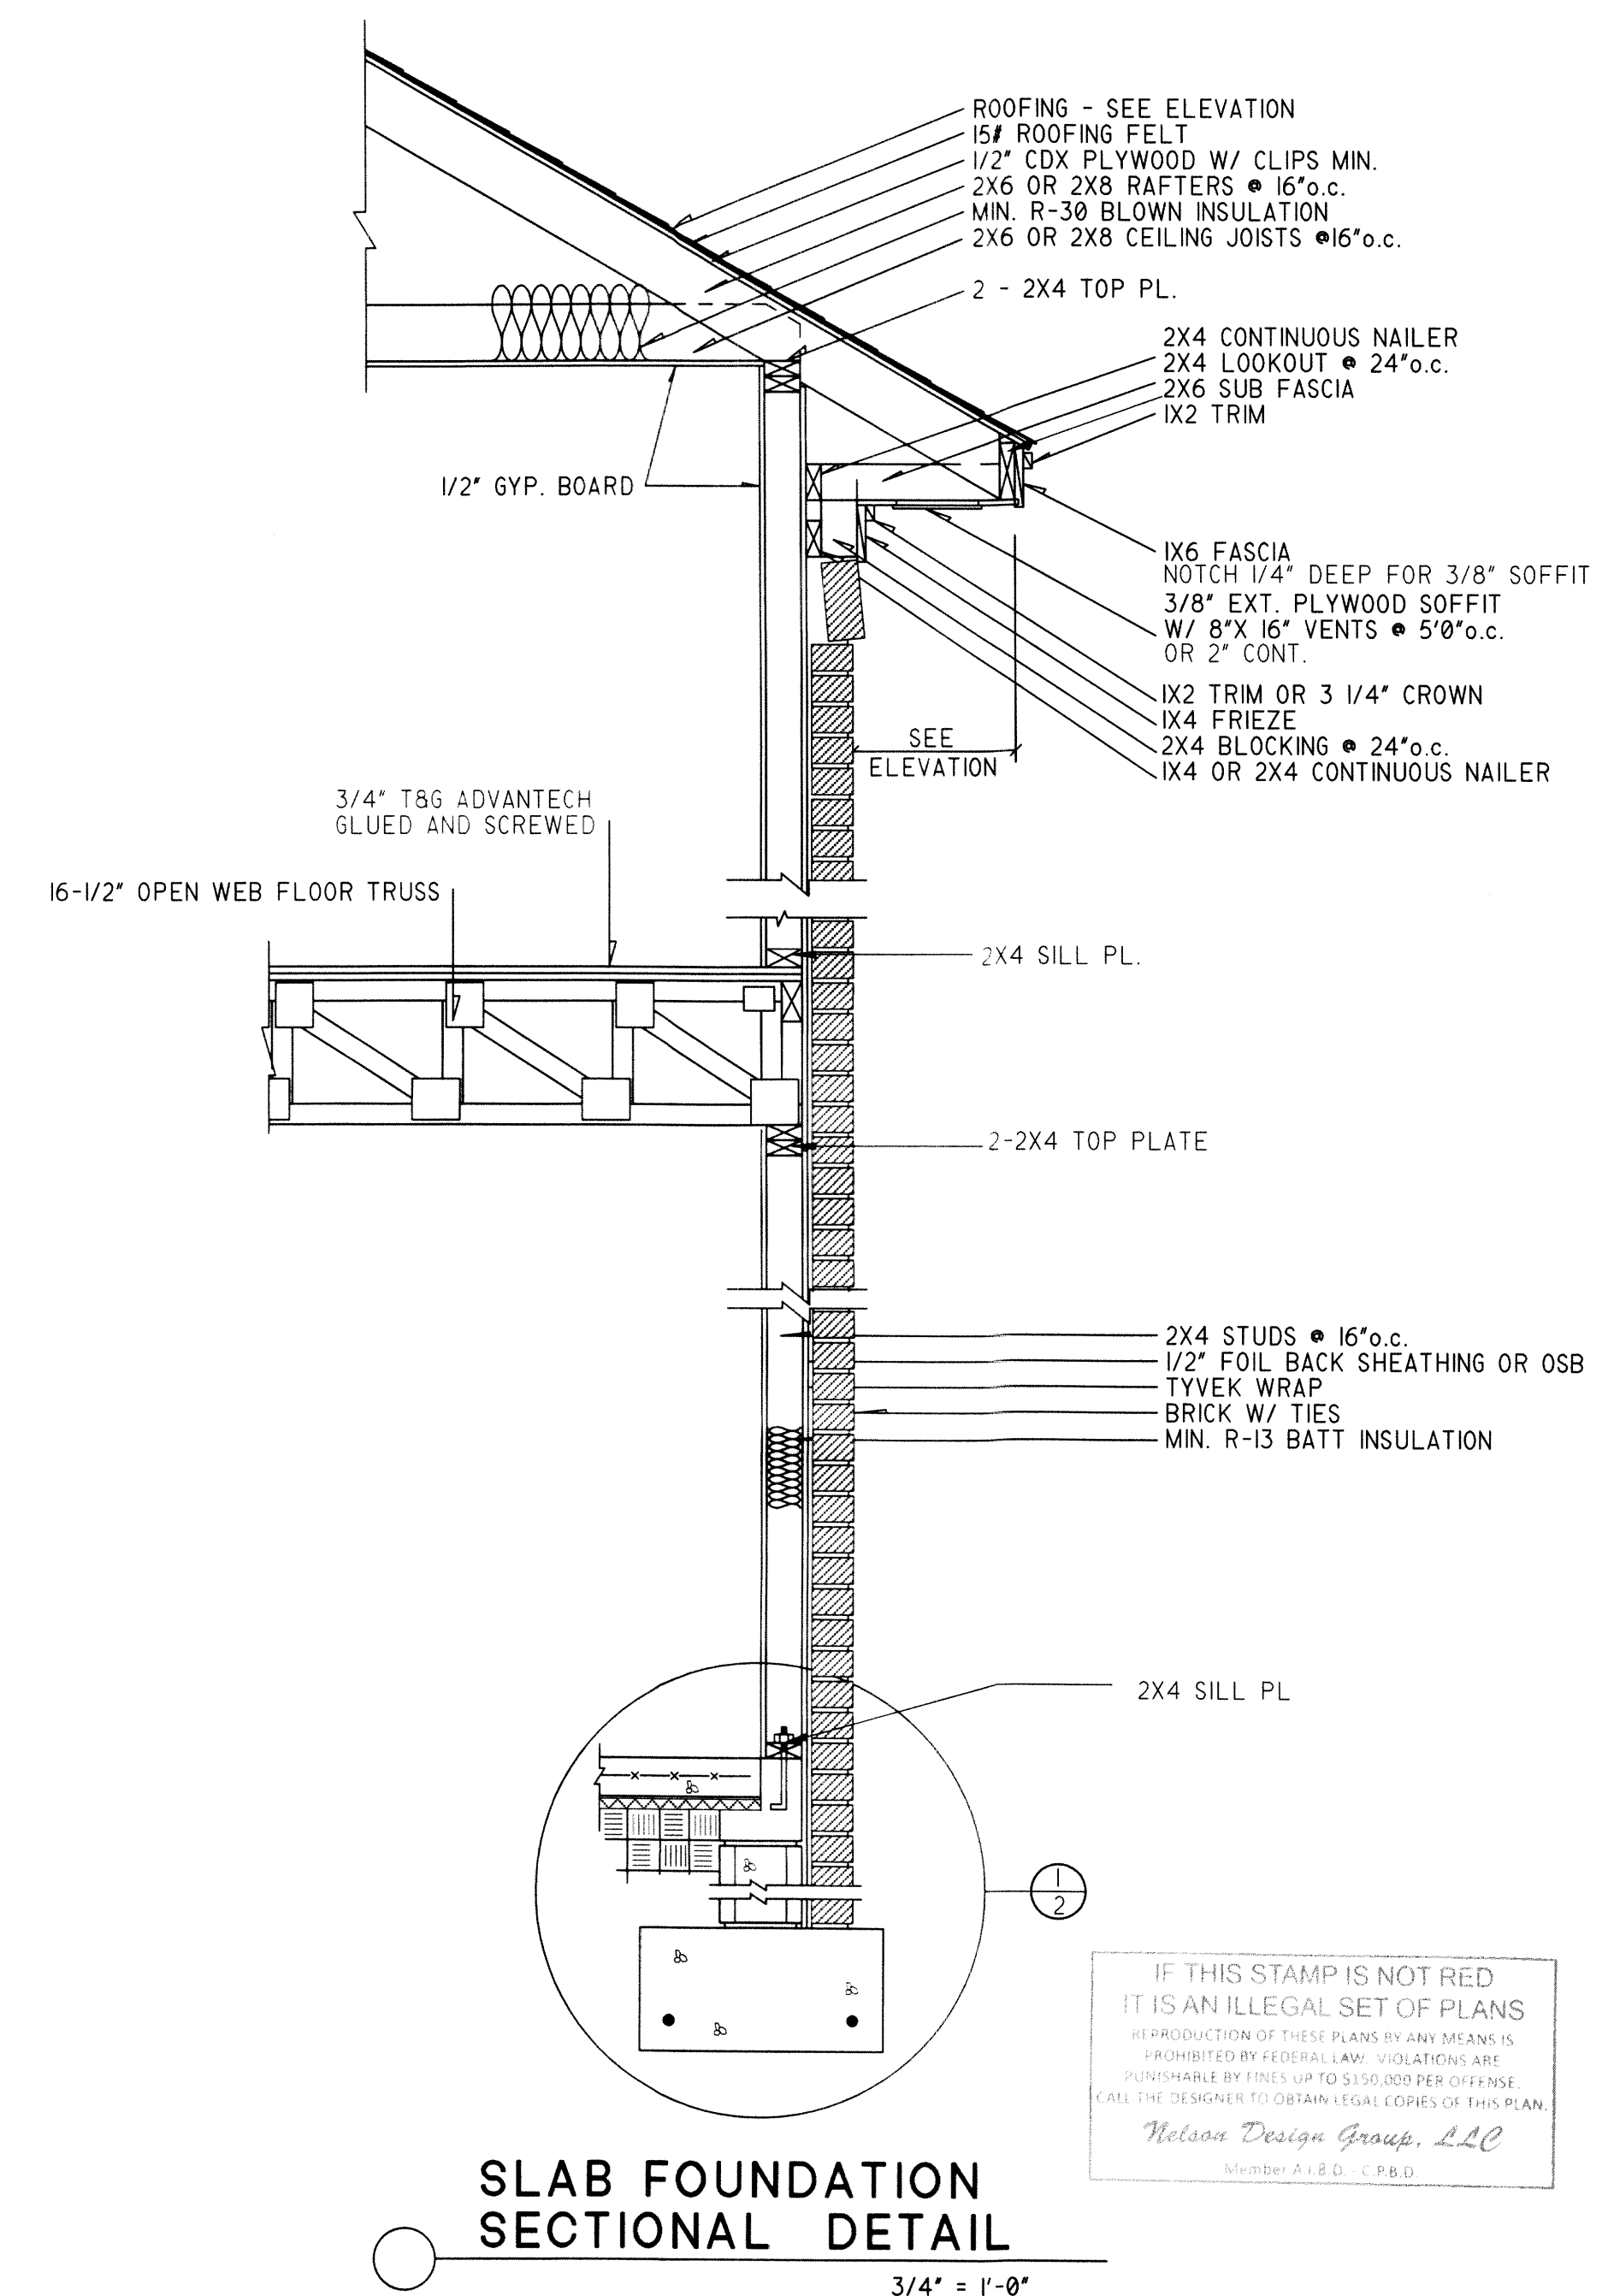 ROOFING - SEE ELEVATION
15# ROOFING FELT
1/2" CDX PLYWOOD W/ CLIPS MIN.
2X6 OR 2X8 RAFTERS @ 16"o.c.
MIN. R-30 BLOWN INSULATION
2X6 OR 2X8 CEILING JOISTS @16"o.c.
2 - 2X4 TOP PL.
2X4 CONTINUOUS NAILER
2X4 LOOKOUT @ 24"o.c.
2X6 SUB FASCIA
1X2 TRIM
1/2" GYP. BOARD
1X6 FASCIA
NOTCH 1/4" DEEP FOR 3/8" SOFFIT
3/8" EXT. PLYWOOD SOFFIT
W/ 8"X 16" VENTS @ 5'0"o.c.
OR 2" CONT.
1X2 TRIM OR 3 1/4" CROWN
1X4 FRIEZE
2X4 BLOCKING @ 24"o.c.
1X4 OR 2X4 CONTINUOUS NAILER
SEE
ELEVATION
3/4" T&G ADVANTECH
GLUED AND SCREWED
16-1/2" OPEN WEB FLOOR TRUSS
2X4 SILL PL.
2-2X4 TOP PLATE
2X4 STUDS @ 16"o.c.
1/2" FOIL BACK SHEATHING OR OSB
TYVEK WRAP
BRICK W/ TIES
MIN. R-13 BATT INSULATION
2X4 SILL PL
1
2
IF THIS STAMP IS NOT RED
IT IS AN ILLEGAL SET OF PLANS
REPRODUCTION OF THESE PLANS BY ANY MEANS IS
PROHIBITED BY FEDERAL LAW. VIOLATIONS ARE
PUNISHABLE BY FINES UP TO $150,000 PER OFFENSE.
CALL THE DESIGNER TO OBTAIN LEGAL COPIES OF THIS PLAN.
Nelson Design Group, LLC
Member A.I.B.D. - C.P.B.D.
SLAB FOUNDATION
SECTIONAL DETAIL
3/4" = 1'-0"